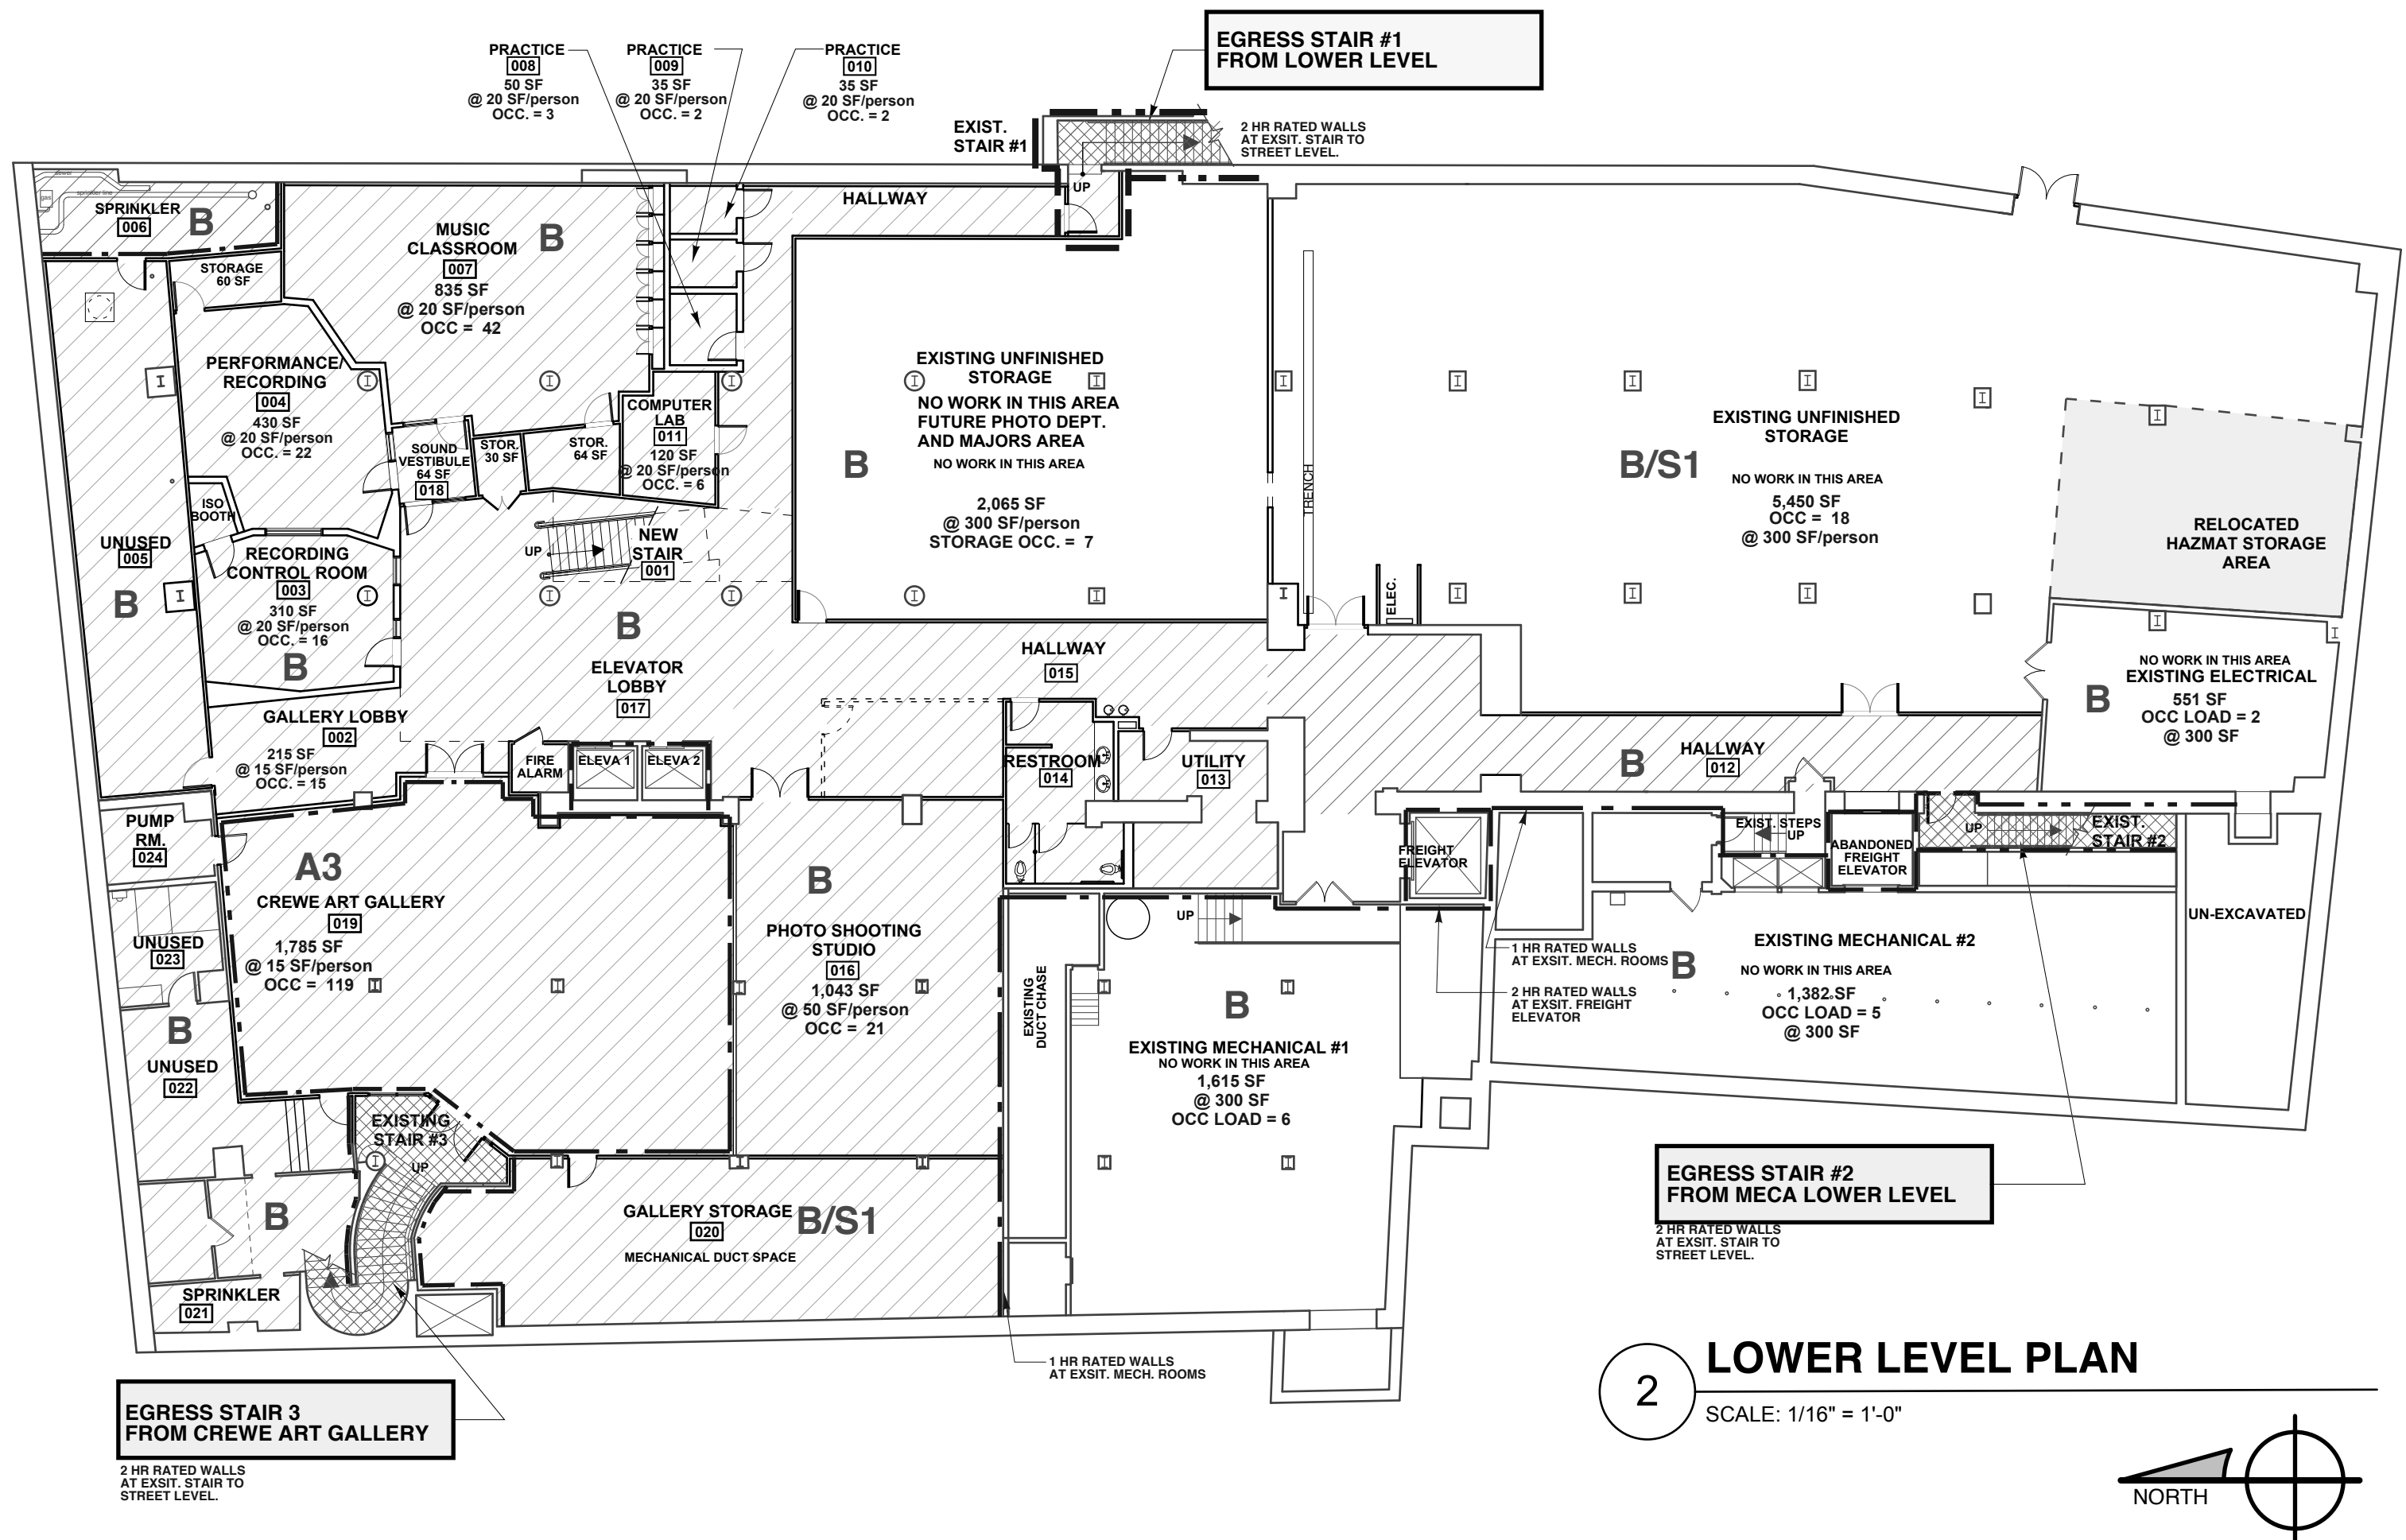 EGRESS STAIR #1
FROM LOWER LEVEL
PRACTICE
008
50 SF
@ 20 SF/person
OCC. = 3
PRACTICE
009
35 SF
@ 20 SF/person
OCC. = 2
PRACTICE
010
35 SF
@ 20 SF/person
OCC. = 2
EXIST.
STAIR #1
2 HR RATED WALLS
AT EXSIT. STAIR TO
STREET LEVEL.
UP
HALLWAY
sprinkler line
gas
SPRINKLER
006
B
STORAGE
60 SF
MUSIC
CLASSROOM
007
835 SF
@ 20 SF/person
OCC = 42
B
PERFORMANCE/
RECORDING
004
430 SF
@ 20 SF/person
OCC. = 22
COMPUTER
LAB
011
120 SF
@ 20 SF/person
OCC. = 6
SOUND
VESTIBULE
64 SF
018
STOR.
30 SF
STOR.
64 SF
ISO
BOOTH
UNUSED
005
B
RECORDING
CONTROL ROOM
003
310 SF
@ 20 SF/person
OCC. = 16
B
UP
NEW
STAIR
001
B
ELEVATOR
LOBBY
017
EXISTING UNFINISHED
STORAGE
NO WORK IN THIS AREA
FUTURE PHOTO DEPT.
AND MAJORS AREA
NO WORK IN THIS AREA
B
2,065 SF
@ 300 SF/person
STORAGE OCC. = 7
TRENCH
ELEC.
EXISTING UNFINISHED
STORAGE
B/S1
NO WORK IN THIS AREA
5,450 SF
OCC = 18
@ 300 SF/person
RELOCATED
HAZMAT STORAGE
AREA
NO WORK IN THIS AREA
EXISTING ELECTRICAL
B
551 SF
OCC LOAD = 2
@ 300 SF
HALLWAY
015
GALLERY LOBBY
002
215 SF
@ 15 SF/person
OCC. = 15
FIRE
ALARM
ELEVA 1
ELEVA 2
RESTROOM
014
UTILITY
013
B
HALLWAY
012
PUMP
RM.
024
A3
CREWE ART GALLERY
019
1,785 SF
@ 15 SF/person
OCC = 119
B
PHOTO SHOOTING
STUDIO
016
1,043 SF
@ 50 SF/person
OCC = 21
FREIGHT
ELEVATOR
EXIST. STEPS
UP
ABANDONED
FREIGHT
ELEVATOR
UP
EXIST.
STAIR #2
UN-EXCAVATED
UNUSED
023
B
UNUSED
022
EXISTING
DUCT CHASE
UP
B
EXISTING MECHANICAL #1
NO WORK IN THIS AREA
1,615 SF
@ 300 SF
OCC LOAD = 6
1 HR RATED WALLS
AT EXSIT. MECH. ROOMS
2 HR RATED WALLS
AT EXSIT. FREIGHT
ELEVATOR
B
EXISTING MECHANICAL #2
NO WORK IN THIS AREA
1,382 SF
OCC LOAD = 5
@ 300 SF
EXISTING
STAIR #3
UP
B
GALLERY STORAGE
020
B/S1
MECHANICAL DUCT SPACE
SPRINKLER
021
EGRESS STAIR #2
FROM MECA LOWER LEVEL
2 HR RATED WALLS
AT EXSIT. STAIR TO
STREET LEVEL.
1 HR RATED WALLS
AT EXSIT. MECH. ROOMS
EGRESS STAIR 3
FROM CREWE ART GALLERY
2 HR RATED WALLS
AT EXSIT. STAIR TO
STREET LEVEL.
2
LOWER LEVEL PLAN
SCALE: 1/16" = 1'-0"
NORTH